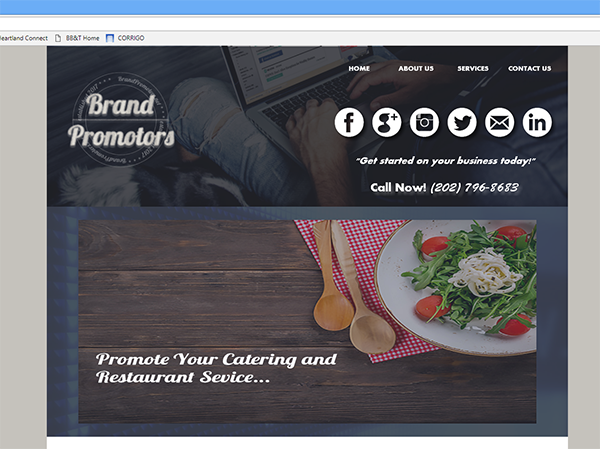 Heartland Connect BB&T Home CORRIGO
HOME ABOUT US SERVICES CONTACT US
Brand
Promotors
"Get started on your business today!"
Call Now! (202) 796-8683
Promote Your Catering and
Restaurant Sevice...